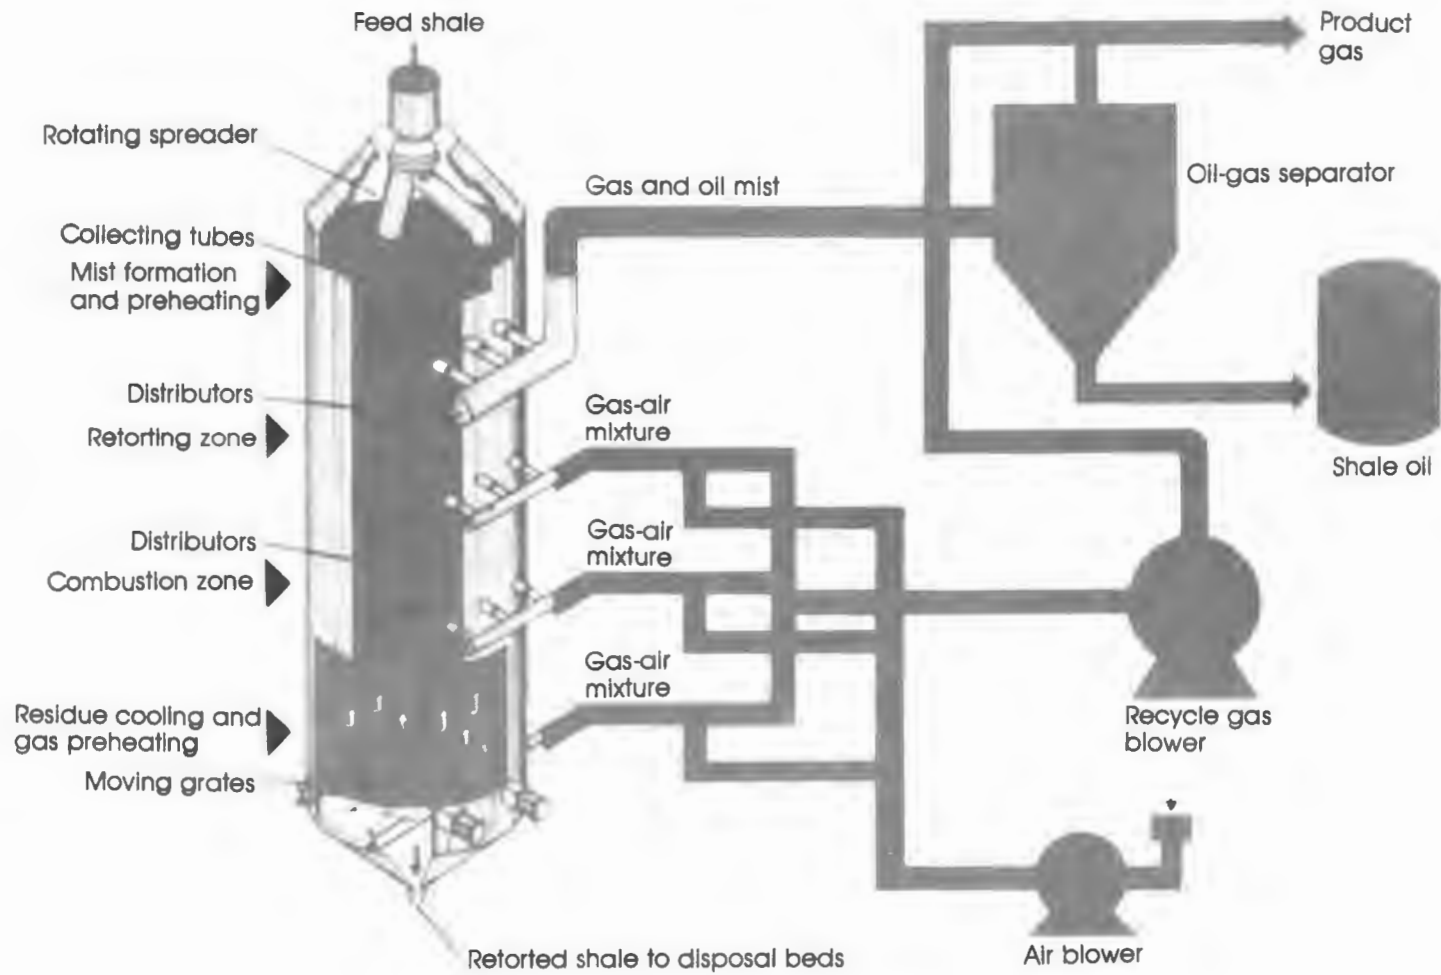 Feed shale
Product
gas
Rotating spreader
Oil-gas separator
Gas and oil mist
Collecting tubes
Mist formation
and preheating
Distributors
Gas-air
mixture
Retorting zone
Shale oil
Distributors
Gas-air
mixture
Combustion zone
Gas-air
mixture
Residue cooling and
gas preheating
Recycle gas
blower
Moving grates
Retorted shale to disposal beds
Air blower